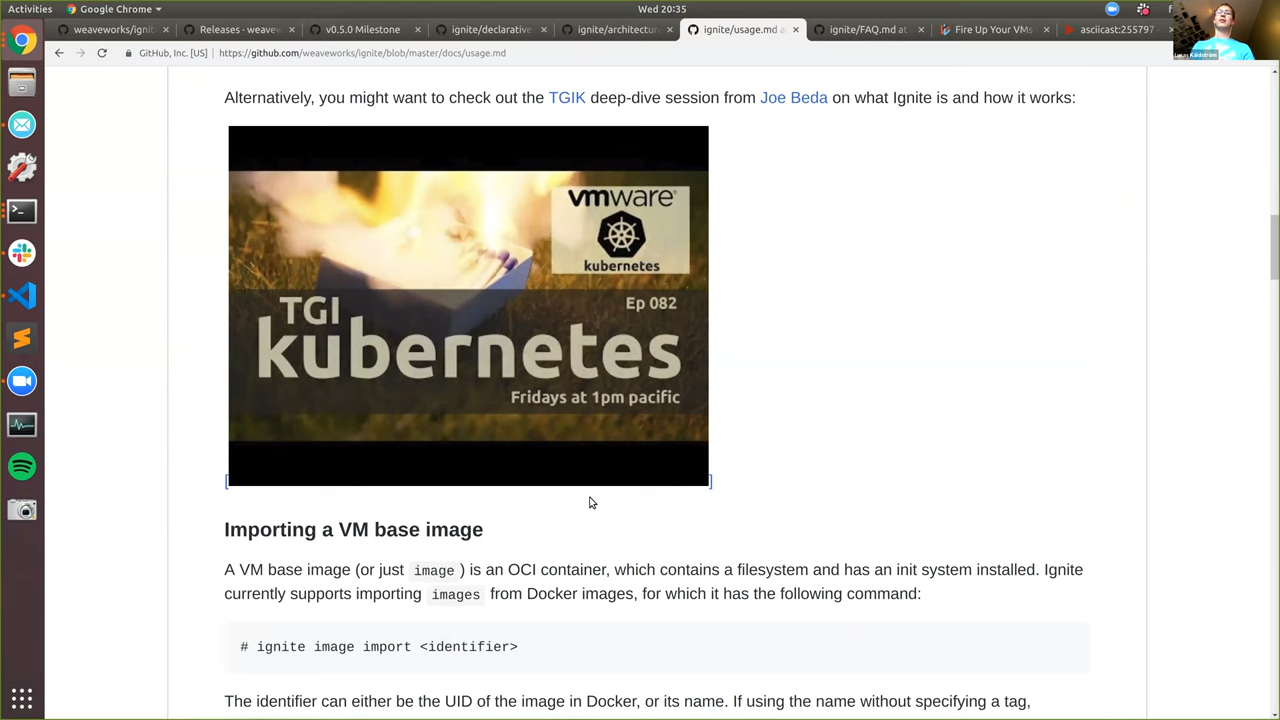 Activities
Google Chrome
Wed 20:35
weaveworks/ignit
Releases · weavew
v0.5.0 Milestone
ignite/declarative-
ignite/architectur
ignite/usage.md a
ignite/FAQ.md at
Fire Up Your VMs
asciicast:255797
GitHub, Inc. [US]
https://github.com/weaveworks/ignite/blob/master/docs/usage.md
Alternatively, you might want to check out the TGIK deep-dive session from Joe Beda on what Ignite is and how it works:
vmware
kubernetes
TGI
Ep 082
kubernetes
Fridays at 1pm pacific
[ ]
Importing a VM base image
A VM base image (or just image ) is an OCI container, which contains a filesystem and has an init system installed. Ignite
currently supports importing images from Docker images, for which it has the following command:
# ignite image import <identifier>
The identifier can either be the UID of the image in Docker, or its name. If using the name without specifying a tag,